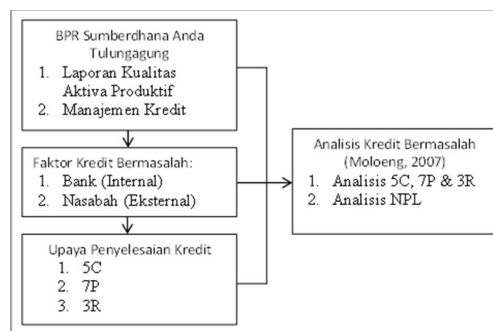 BPR Sumberdhana Anda
Tulungagung
1. Laporan Kualitas
Aktiva Produktif
2. Manajemen Kredit
Faktor Kredit Bermasalah:
1. Bank (Internal)
2. Nasabah (Eksternal)
Upaya Penyelesaian Kredit
1. 5C
2. 7P
3. 3R
Analisis Kredit Bermasalah
(Moloeng, 2007)
1. Analisis 5C, 7P & 3R
2. Analisis NPL